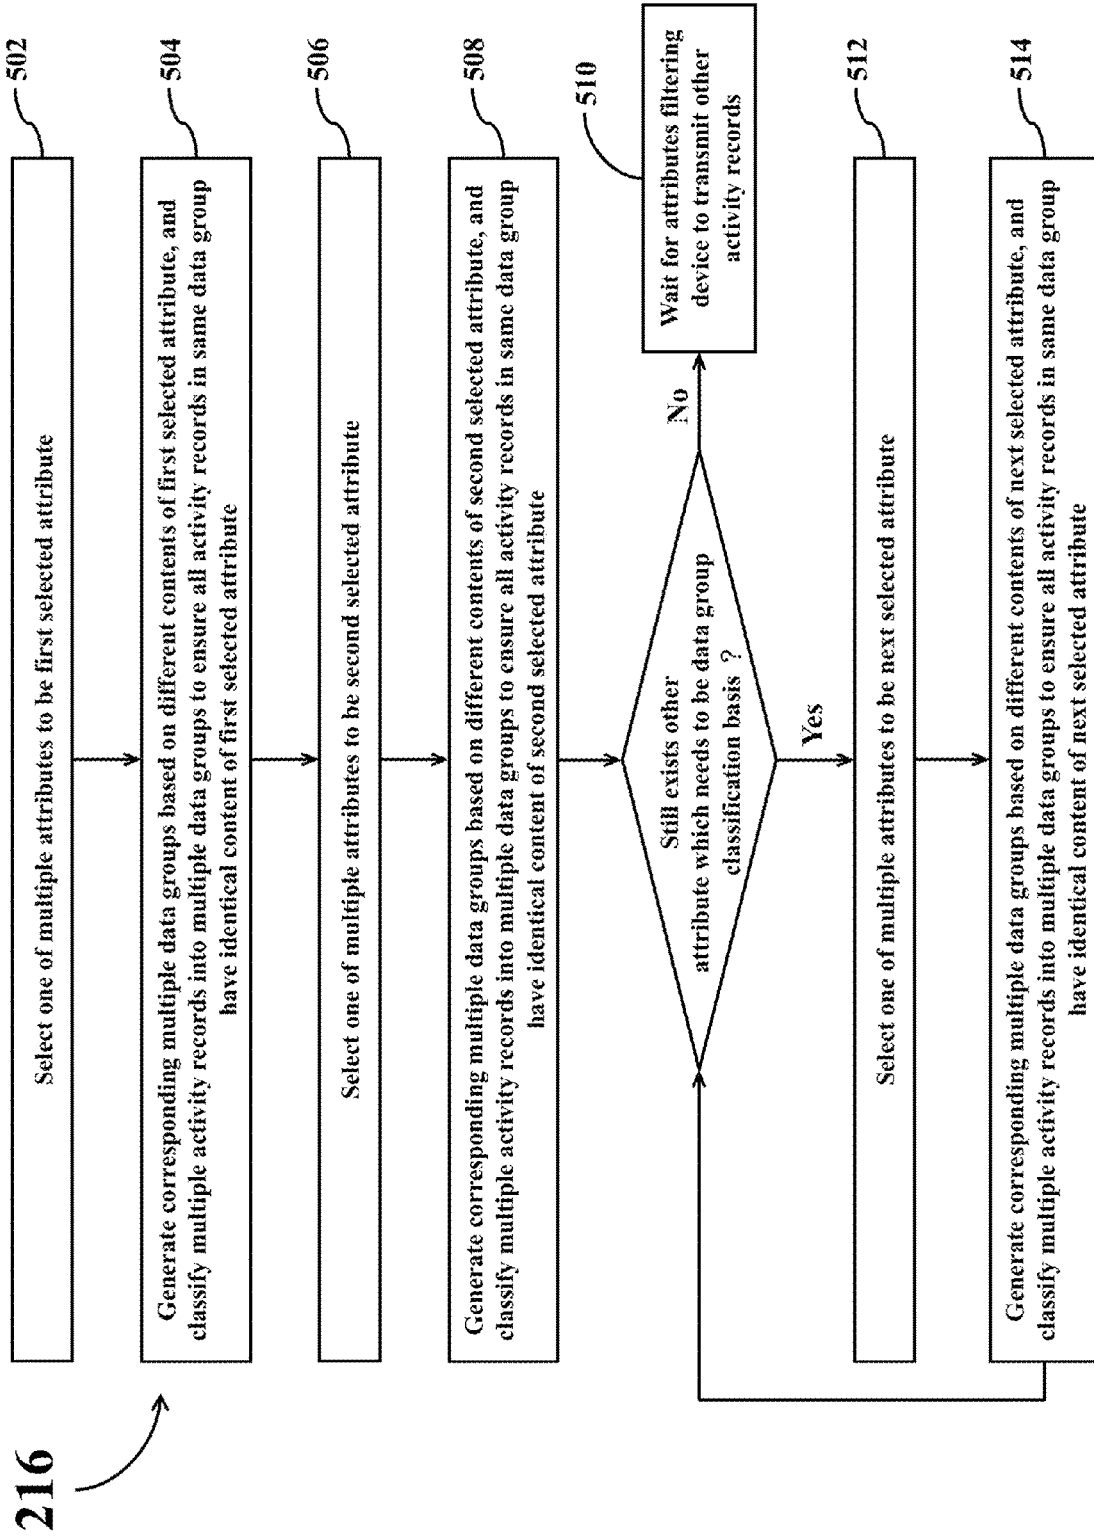 216
502
Select one of multiple attributes to be first selected attribute
504
Generate corresponding multiple data groups based on different contents of first selected attribute, and
classify multiple activity records into multiple data groups to ensure all activity records in same data group
have identical content of first selected attribute
506
Select one of multiple attributes to be second selected attribute
508
Generate corresponding multiple data groups based on different contents of second selected attribute, and
classify multiple activity records into multiple data groups to ensure all activity records in same data group
have identical content of second selected attribute
Still exists other
attribute which needs to be data group
classification basis ?
No
510
Wait for attributes filtering
device to transmit other
activity records
Yes
512
Select one of multiple attributes to be next selected attribute
514
Generate corresponding multiple data groups based on different contents of next selected attribute, and
classify multiple activity records into multiple data groups to ensure all activity records in same data group
have identical content of next selected attribute